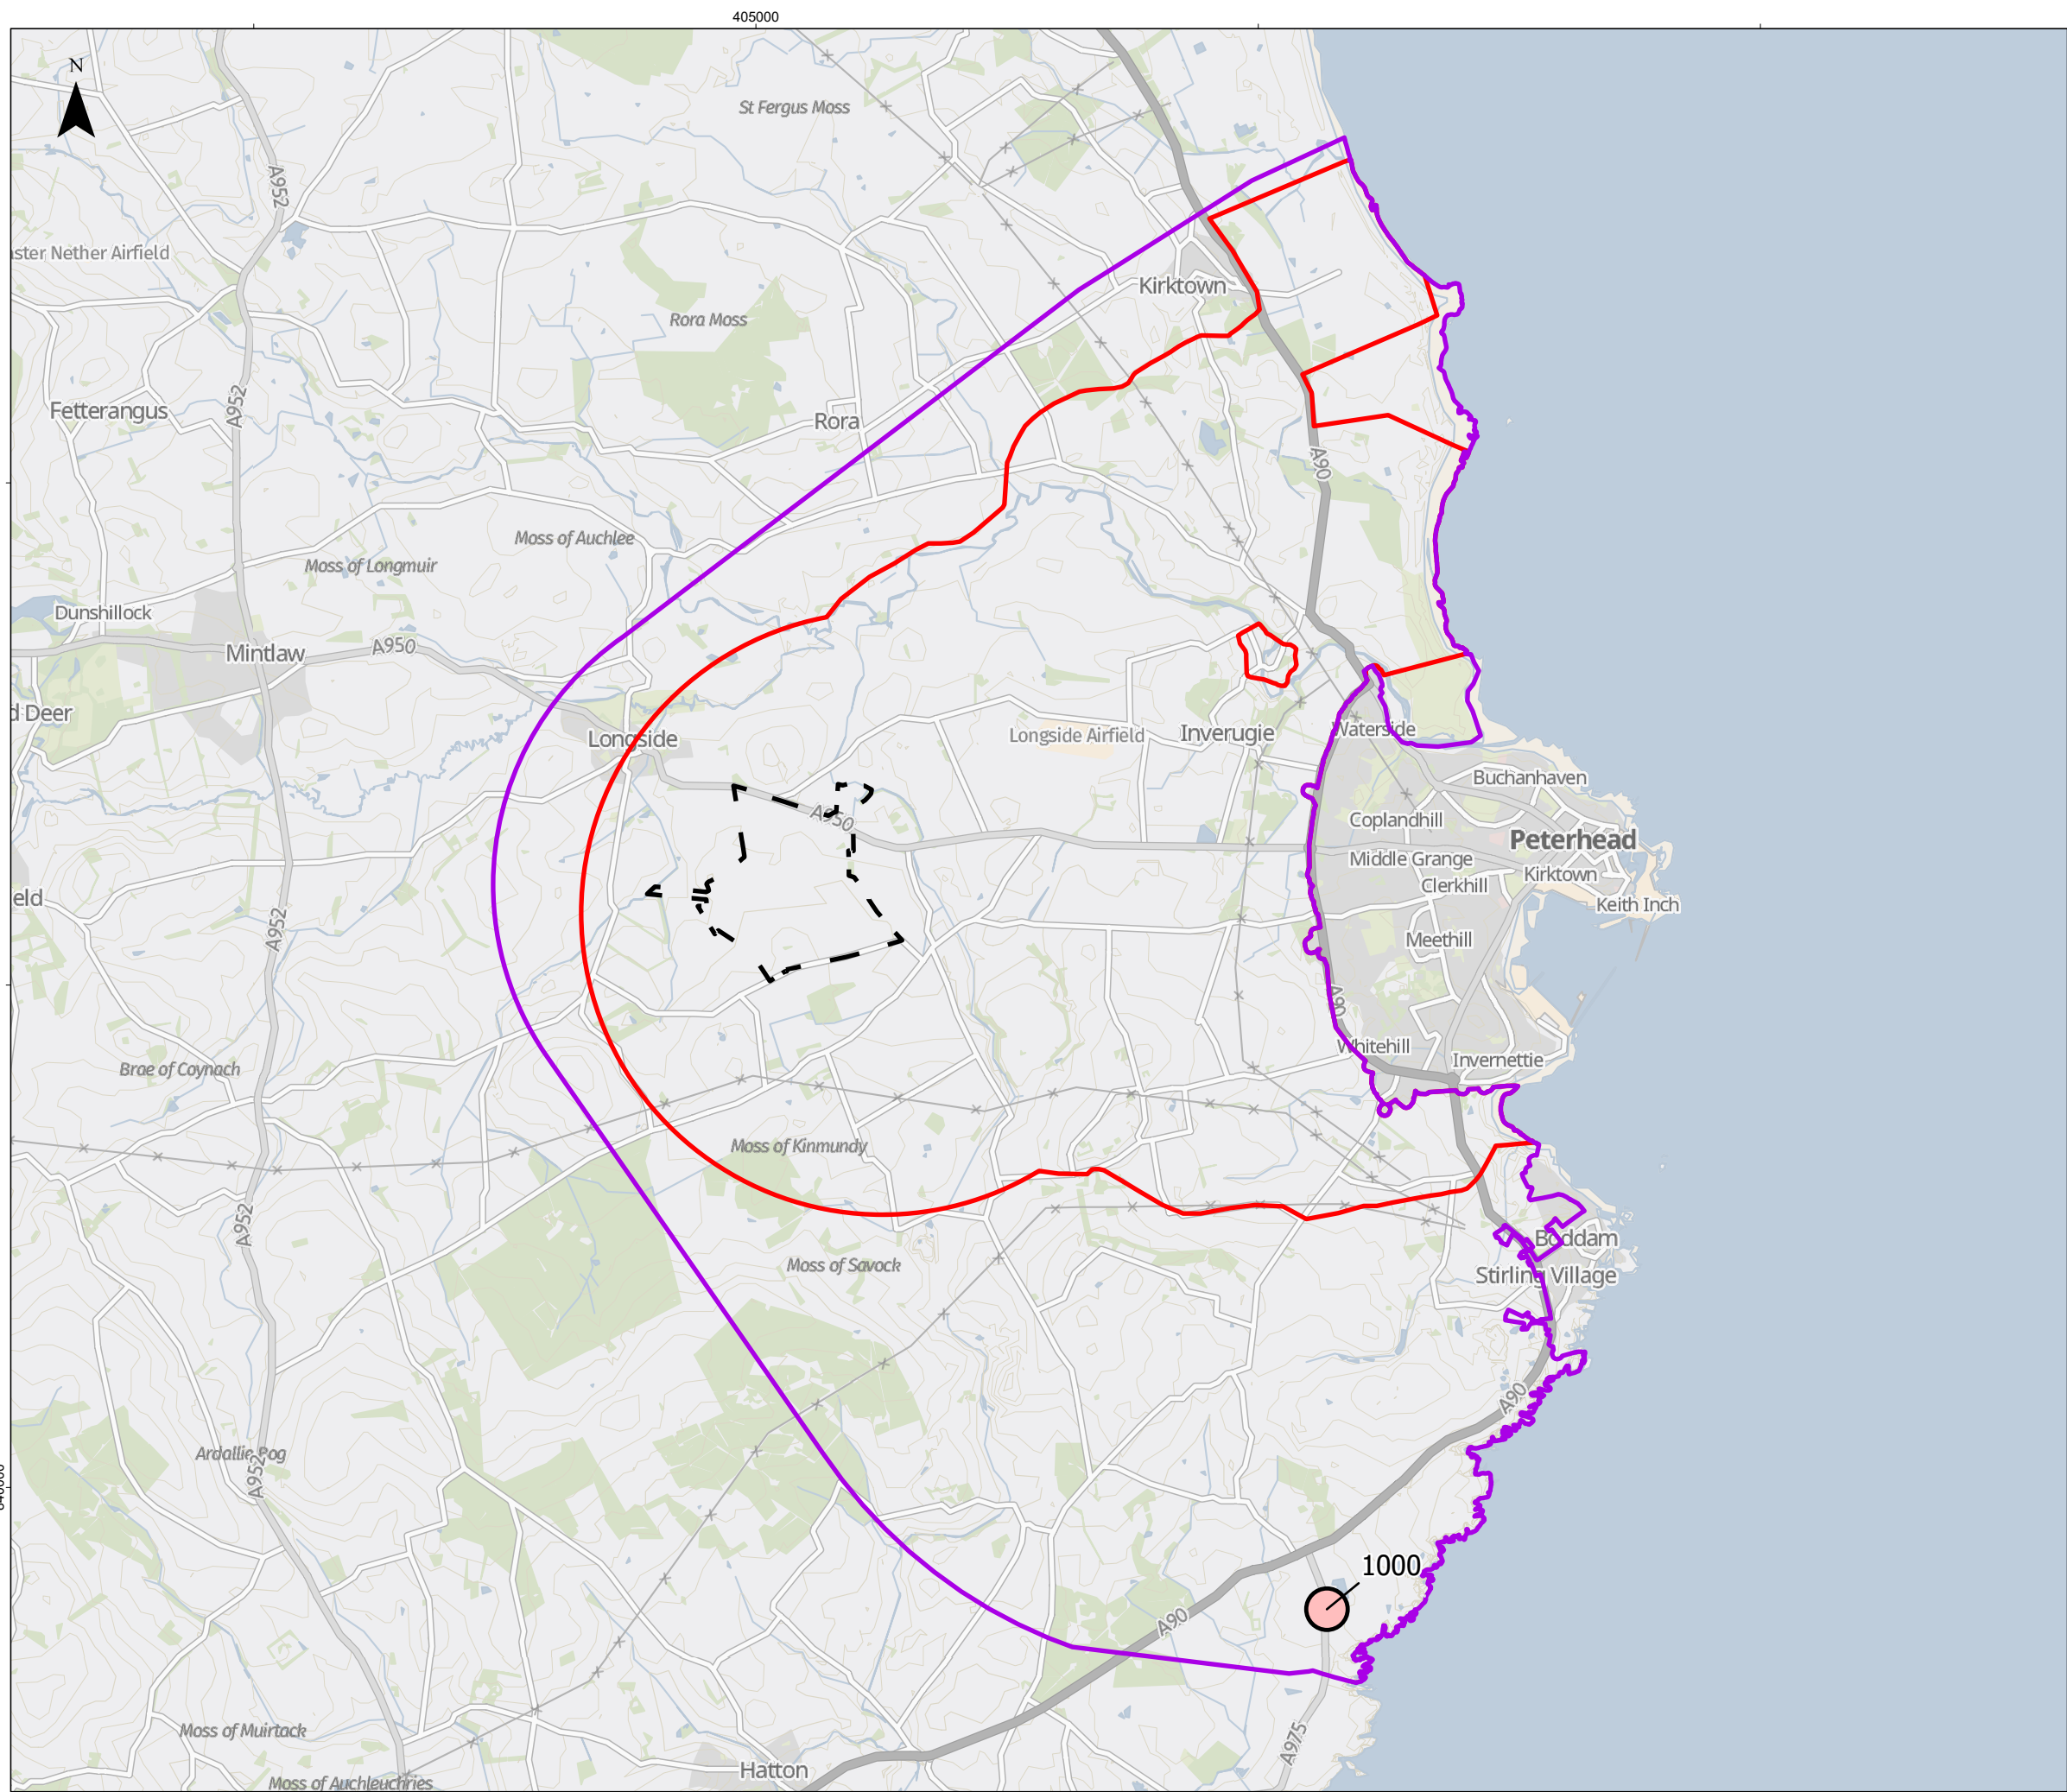 405000
N
St Fergus Moss
A952
ster Nether Airfield
Kirktown
Rora Moss
Fetterangus
A952
Rora
A90
Moss of Auchlee
Moss of Longmuir
Dunshillock
Mintlaw
A950
d Deer
Longside
Longside Airfield
Inverugie
Waterside
Buchanhaven
A950
Coplandhill
Peterhead
Middle Grange
Kirktown
Clerkhill
eld
Keith Inch
A952
Meethill
A90
Whitehill
Invernettie
Brae of Coynach
Moss of Kinmundy
A952
Boddam
Moss of Savock
Stirling Village
A90
Ardallie Bog
A952
1000
A90
Moss of Muirtack
A975
Hatton
Moss of Auchleuchries